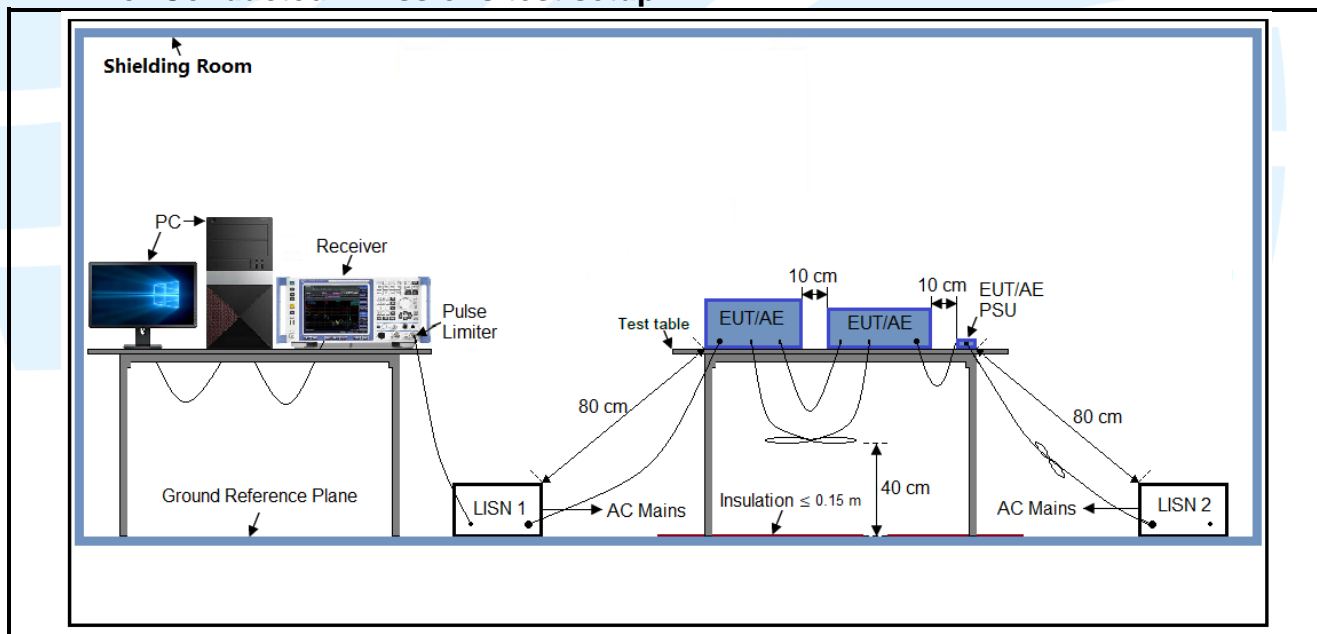 Shielding Room
PC
Receiver
Pulse
Limiter
Test table
EUT/AE
10 cm
EUT/AE
10 cm
EUT/AE
PSU
80 cm
80 cm
40 cm
Ground Reference Plane
LISN 1
AC Mains
Insulation ≤ 0.15 m
AC Mains
LISN 2